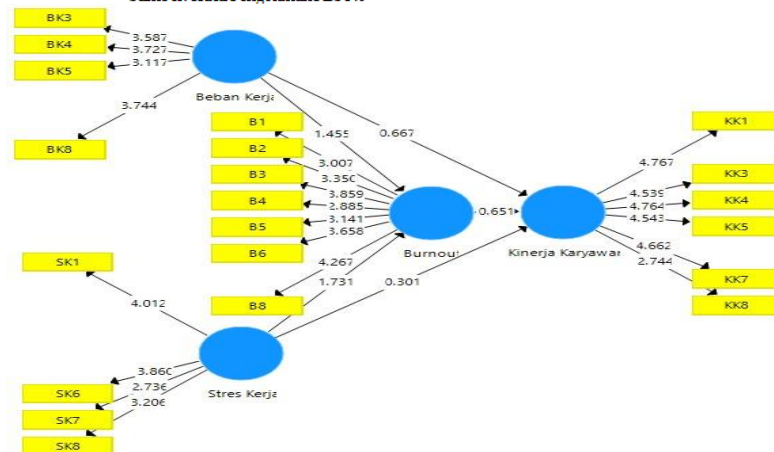 BK3
BK4
BK5
BK8
3.587
3.727
3.117
3.744
Beban Kerja
1.455
0.667
B1
B2
B3
B4
B5
B6
B8
3.007
3.350
3.859
2.885
3.141
3.658
4.267
Burnout
0.651
Kinerja Karyawan
KK1
KK3
KK4
KK5
KK7
KK8
4.767
4.539
4.764
4.543
4.662
2.744
SK1
SK6
SK7
SK8
4.012
3.860
2.736
3.206
1.731
0.301
Stres Kerja